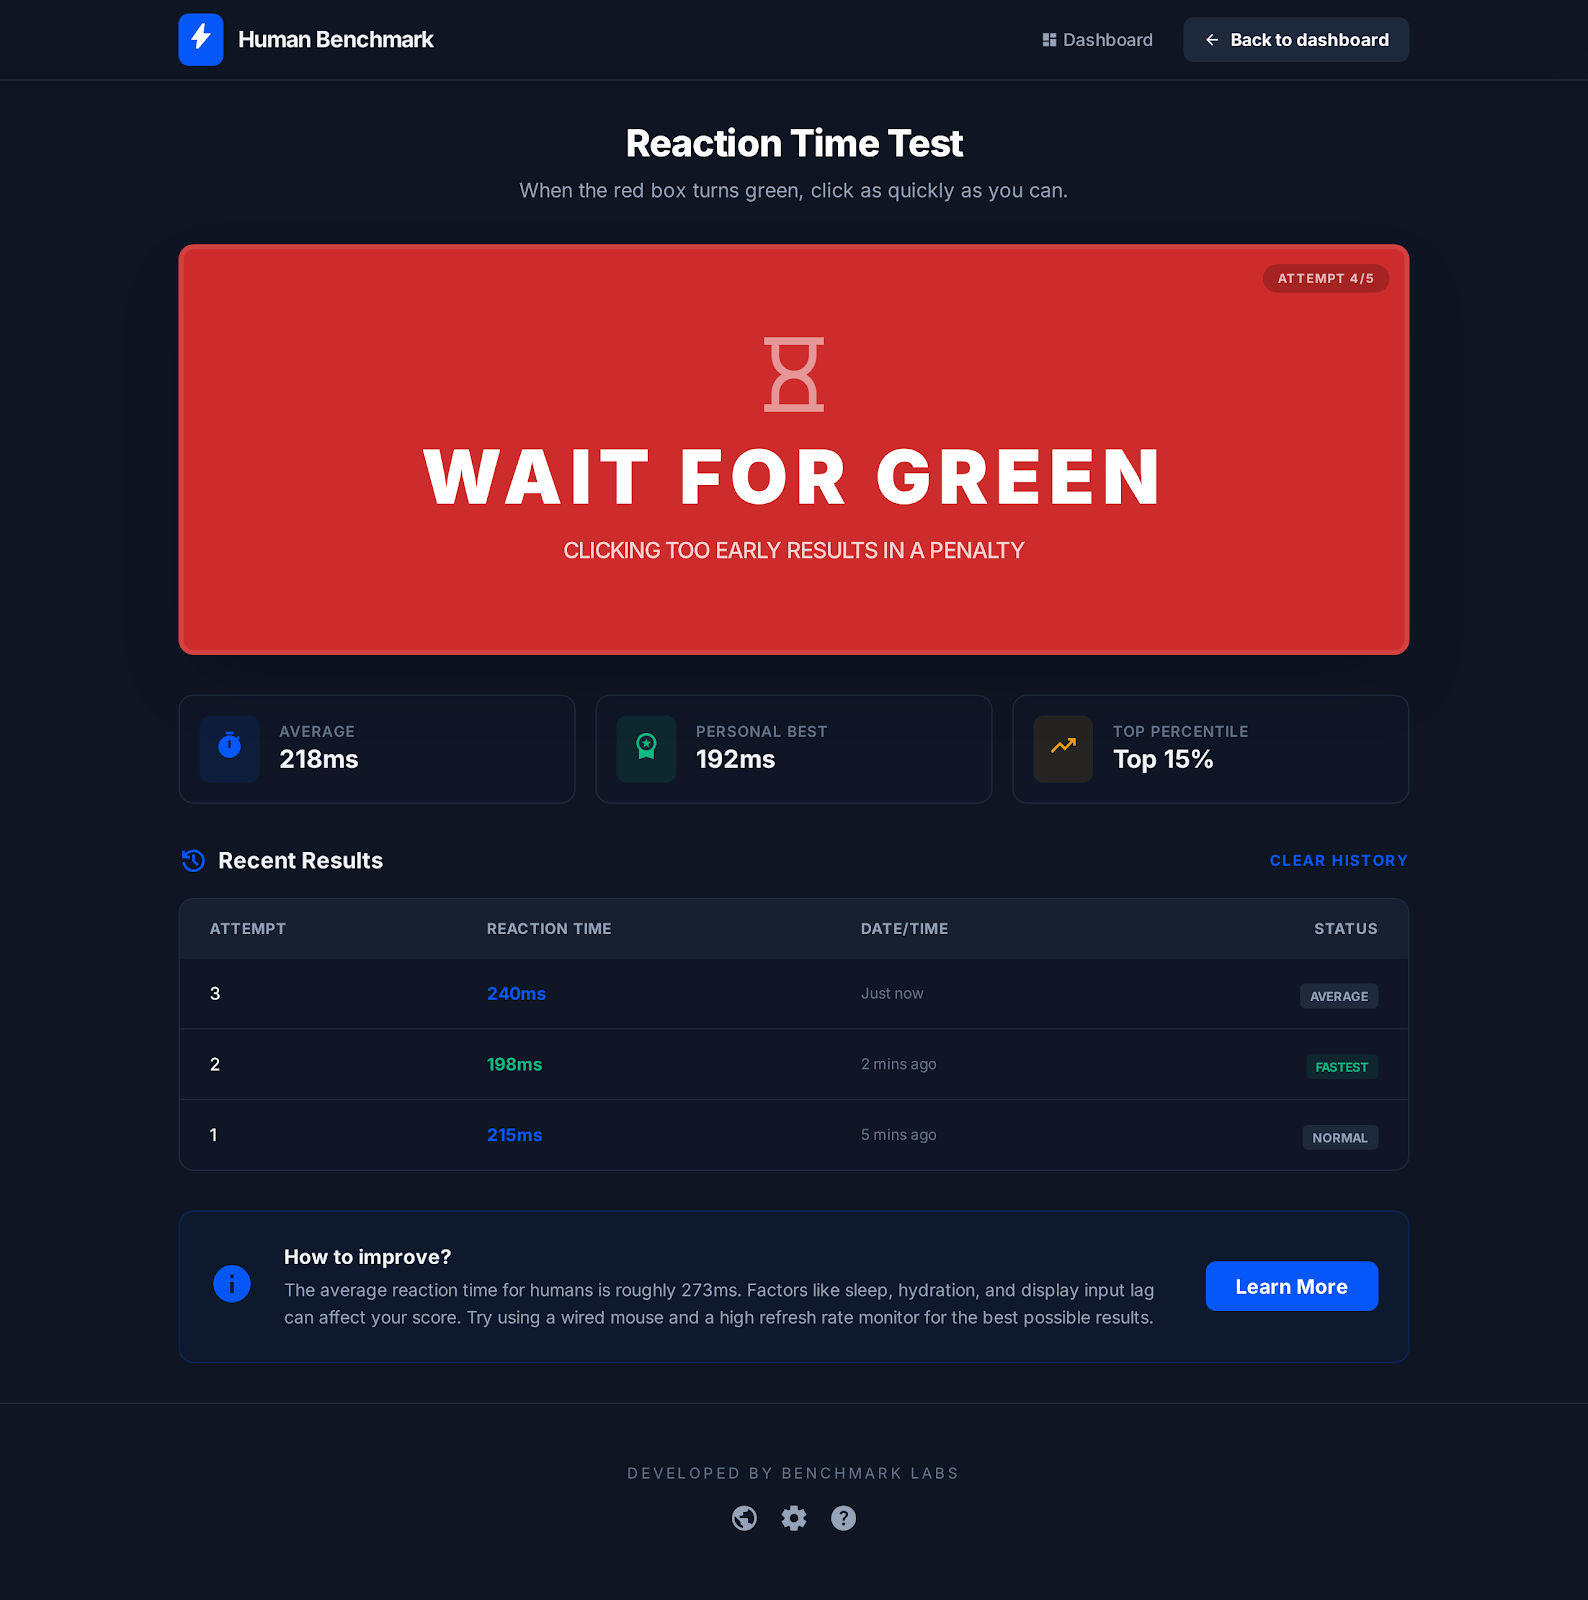 Human Benchmark
Dashboard
Back to dashboard
Reaction Time Test
When the red box turns green, click as quickly as you can.
ATTEMPT 4/5
WAIT FOR GREEN
CLICKING TOO EARLY RESULTS IN A PENALTY
AVERAGE
218ms
PERSONAL BEST
192ms
TOP PERCENTILE
Top 15%
Recent Results
CLEAR HISTORY
ATTEMPT REACTION TIME DATE/TIME STATUS
3 240ms Just now AVERAGE
2 198ms 2 mins ago FASTEST
1 215ms 5 mins ago NORMAL
How to improve?
The average reaction time for humans is roughly 273ms. Factors like sleep, hydration, and display input lag
can affect your score. Try using a wired mouse and a high refresh rate monitor for the best possible results.
Learn More
DEVELOPED BY BENCHMARK LABS